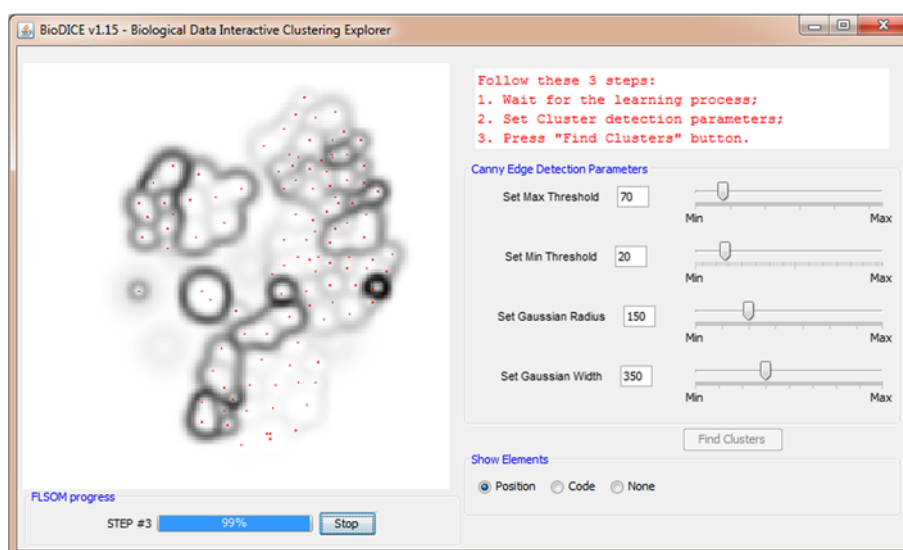 BioDICE v1.15 - Biological Data Interactive Clustering Explorer
Follow these 3 steps:
1. Wait for the learning process;
2. Set Cluster detection parameters;
3. Press "Find Clusters" button.
Canny Edge Detection Parameters
Set Max Threshold 70
Min Max
Set Min Threshold 20
Min Max
Set Gaussian Radius 150
Min Max
Set Gaussian Width 350
Min Max
Find Clusters
Show Elements
Position Code None
FLSOM progress
STEP #3 99% Stop